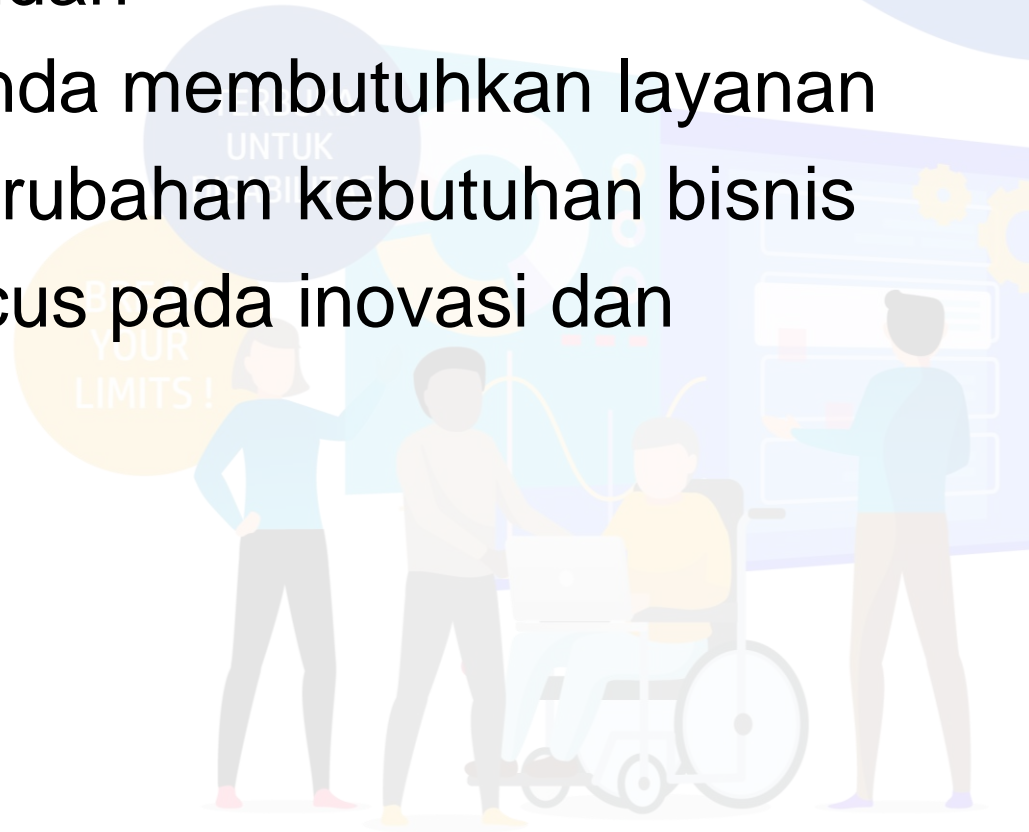 nda membutuhkan layanan
rubahan kebutuhan bisnis
cus pada inovasi dan
UNTUK
YOUR
LIMITS !